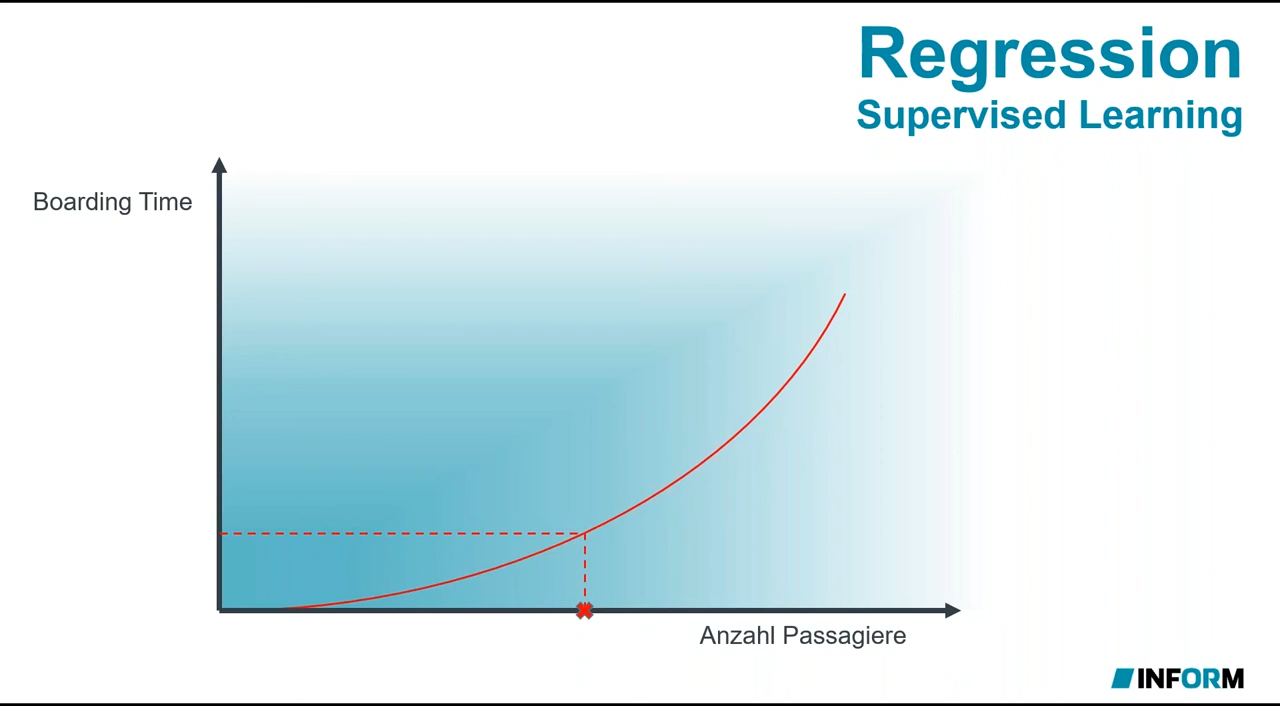 Regression
Supervised Learning
Boarding Time
Anzahl Passagiere
INFORM